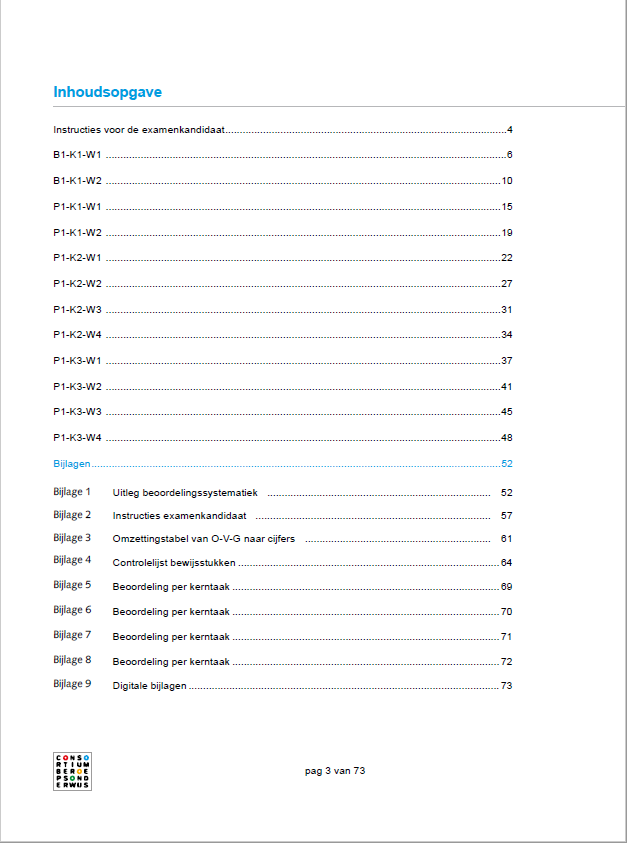 Inhoudsopgave
Instructies voor de examenkandidaat....................4
B1-K1-W1 ....................6
B1-K1-W2 ....................10
P1-K1-W1 ....................15
P1-K1-W2 ....................19
P1-K2-W1 ....................22
P1-K2-W2 ....................27
P1-K2-W3 ....................31
P1-K2-W4 ....................34
P1-K3-W1 ....................37
P1-K3-W2 ....................41
P1-K3-W3 ....................45
P1-K3-W4 ....................48
Bijlagen....................52
Bijlage 1 Uitleg beoordelingssystematiek .................... 52
Bijlage 2 Instructies examenkandidaat .................... 57
Bijlage 3 Omzettingstabel van O-V-G naar cijfers .................... 61
Bijlage 4 Controlelijst bewijsstukken ....................64
Bijlage 5 Beoordeling per kerntaak ....................69
Bijlage 6 Beoordeling per kerntaak ....................70
Bijlage 7 Beoordeling per kerntaak ....................71
Bijlage 8 Beoordeling per kerntaak ....................72
Bijlage 9 Digitale bijlagen ....................73
CONSO
RTIUM
BEROE
PSOND
ERWIJS
pag 3 van 73